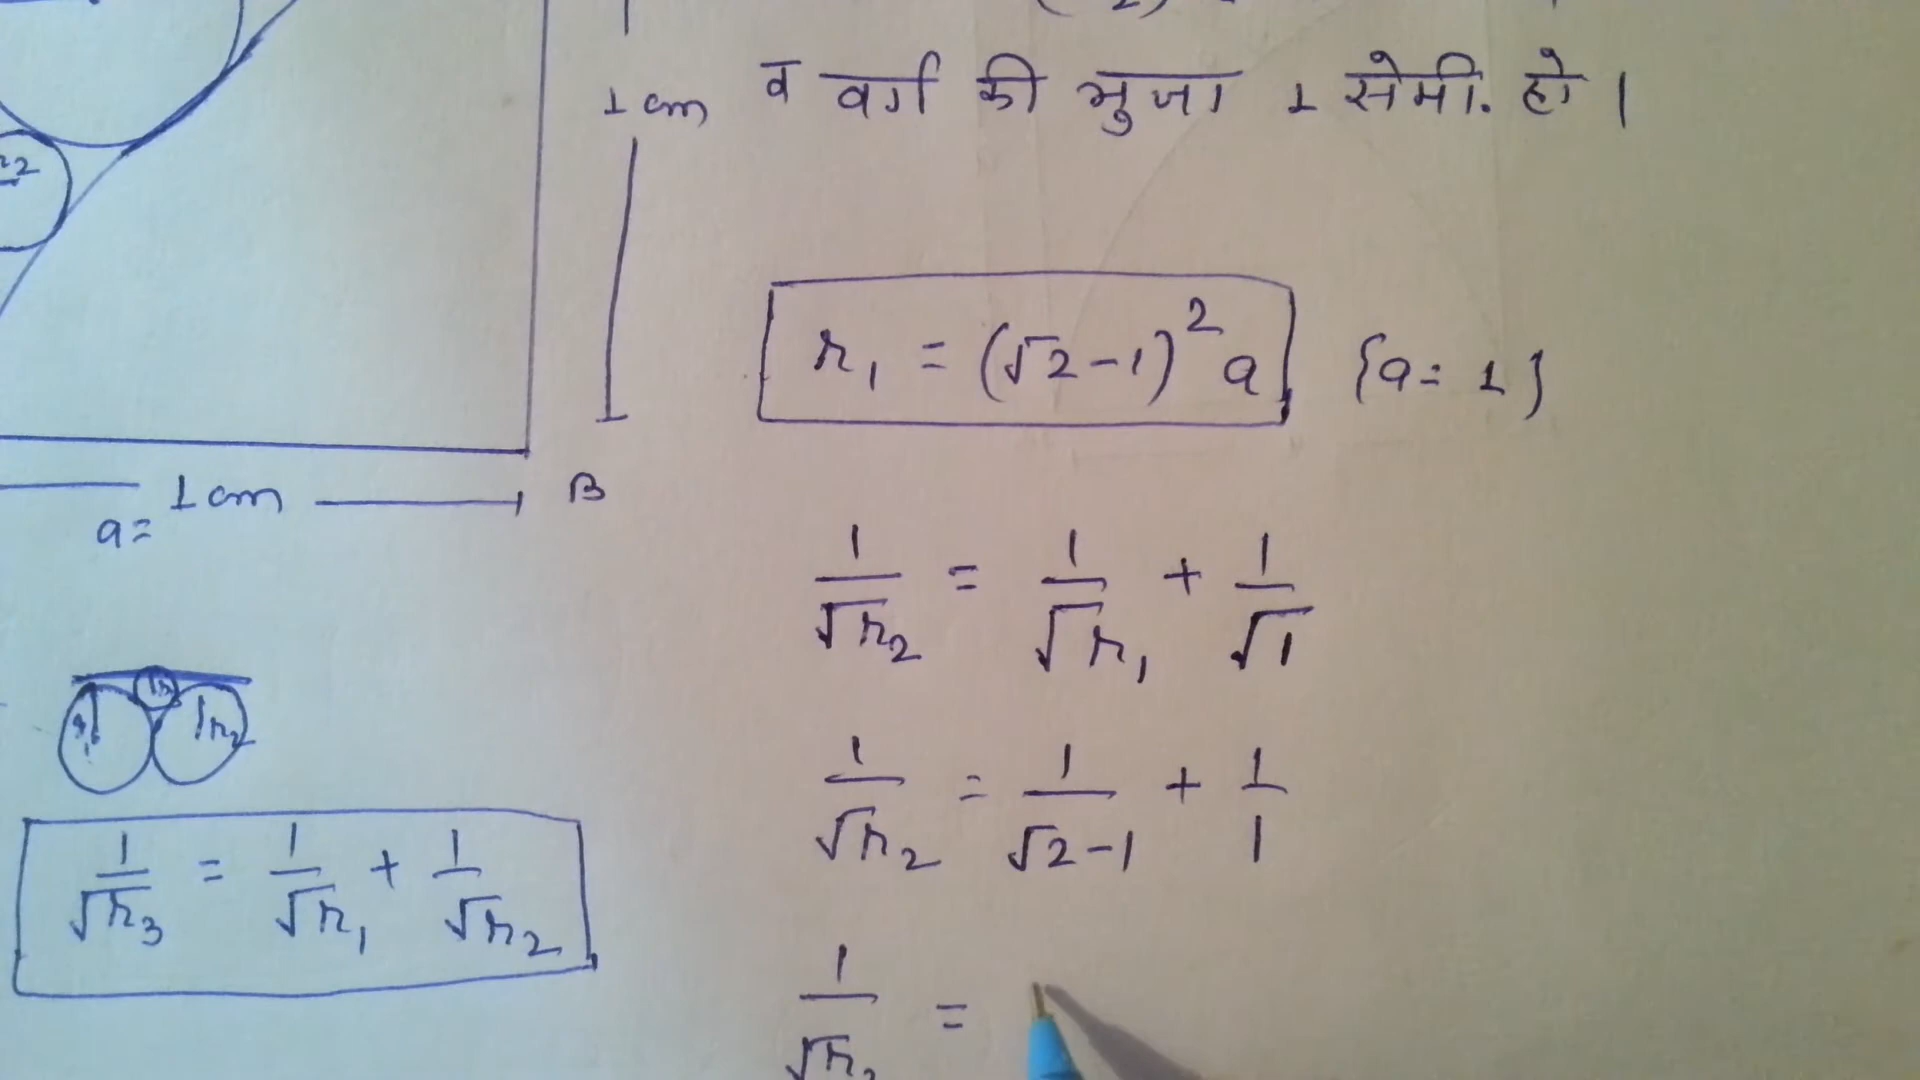 1 cm
व वर्ग की भुजा 1 सेमी. हो।
r₁ = (√2-1)² a {a= 1}
1 cm
B
a=
1/√r₂ = 1/√r₁ + 1/√1
r₂
1/√r₂ = 1/√2-1 + 1/1
1/√r₃ = 1/√r₁ + 1/√r₂
1/√r₂ =